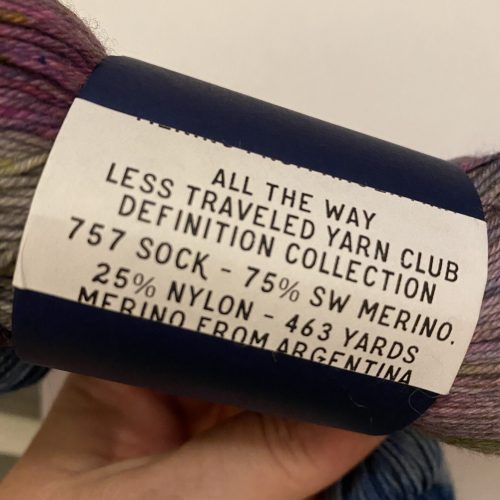 ALL THE WAY
LESS TRAVELED YARN CLUB
DEFINITION COLLECTION
757 SOCK - 75% SW MERINO.
25% NYLON - 463 YARDS
MERINO FROM ARGENTINA